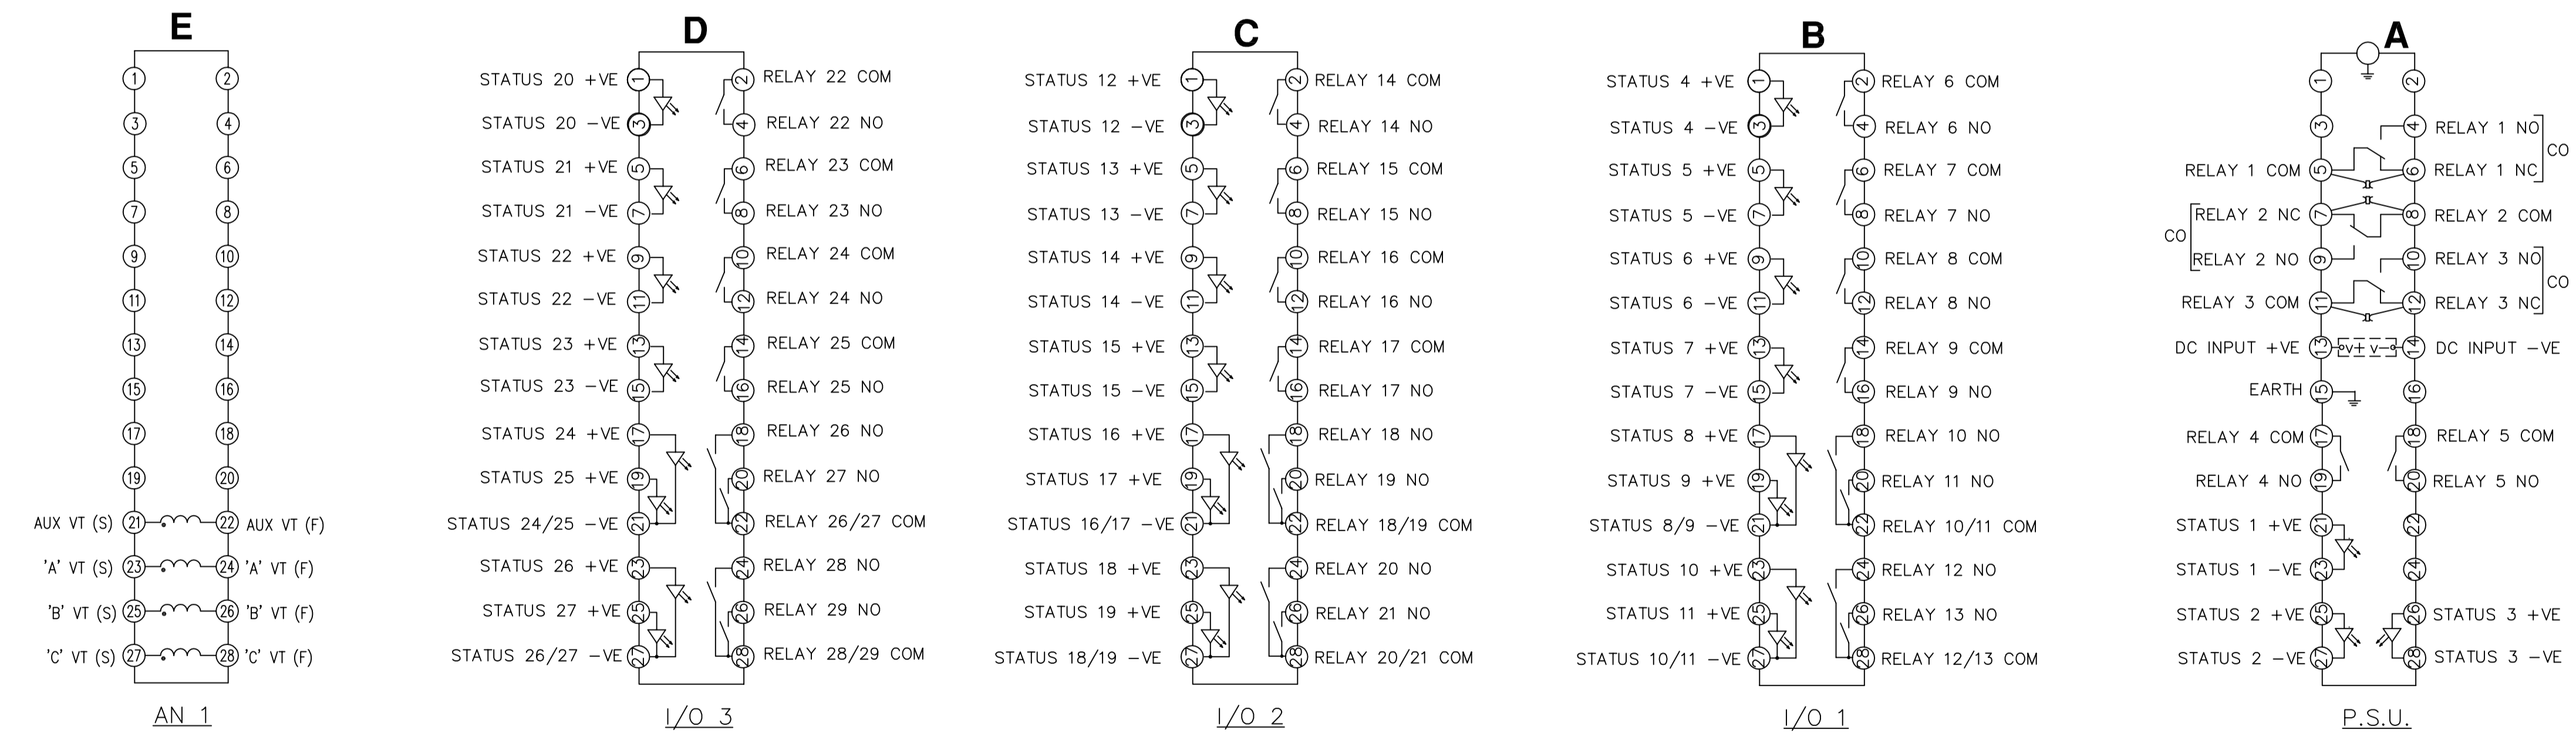 E
1 2
3 4
5 6
7 8
9 10
11 12
13 14
15 16
17 18
19 20
AUX VT (S) 21 22 AUX VT (F)
'A' VT (S) 23 24 'A' VT (F)
'B' VT (S) 25 26 'B' VT (F)
'C' VT (S) 27 28 'C' VT (F)
AN 1
D
STATUS 20 +VE 1 2 RELAY 22 COM
STATUS 20 −VE 3 4 RELAY 22 NO
STATUS 21 +VE 5 6 RELAY 23 COM
STATUS 21 −VE 7 8 RELAY 23 NO
STATUS 22 +VE 9 10 RELAY 24 COM
STATUS 22 −VE 11 12 RELAY 24 NO
STATUS 23 +VE 13 14 RELAY 25 COM
STATUS 23 −VE 15 16 RELAY 25 NO
STATUS 24 +VE 17 18 RELAY 26 NO
STATUS 25 +VE 19 20 RELAY 27 NO
STATUS 24/25 −VE 21 22 RELAY 26/27 COM
STATUS 26 +VE 23 24 RELAY 28 NO
STATUS 27 +VE 25 26 RELAY 29 NO
STATUS 26/27 −VE 27 28 RELAY 28/29 COM
I/O 3
C
STATUS 12 +VE 1 2 RELAY 14 COM
STATUS 12 −VE 3 4 RELAY 14 NO
STATUS 13 +VE 5 6 RELAY 15 COM
STATUS 13 −VE 7 8 RELAY 15 NO
STATUS 14 +VE 9 10 RELAY 16 COM
STATUS 14 −VE 11 12 RELAY 16 NO
STATUS 15 +VE 13 14 RELAY 17 COM
STATUS 15 −VE 15 16 RELAY 17 NO
STATUS 16 +VE 17 18 RELAY 18 NO
STATUS 17 +VE 19 20 RELAY 19 NO
STATUS 16/17 −VE 21 22 RELAY 18/19 COM
STATUS 18 +VE 23 24 RELAY 20 NO
STATUS 19 +VE 25 26 RELAY 21 NO
STATUS 18/19 −VE 27 28 RELAY 20/21 COM
I/O 2
B
STATUS 4 +VE 1 2 RELAY 6 COM
STATUS 4 −VE 3 4 RELAY 6 NO
STATUS 5 +VE 5 6 RELAY 7 COM
STATUS 5 −VE 7 8 RELAY 7 NO
STATUS 6 +VE 9 10 RELAY 8 COM
STATUS 6 −VE 11 12 RELAY 8 NO
STATUS 7 +VE 13 14 RELAY 9 COM
STATUS 7 −VE 15 16 RELAY 9 NO
STATUS 8 +VE 17 18 RELAY 10 NO
STATUS 9 +VE 19 20 RELAY 11 NO
STATUS 8/9 −VE 21 22 RELAY 10/11 COM
STATUS 10 +VE 23 24 RELAY 12 NO
STATUS 11 +VE 25 26 RELAY 13 NO
STATUS 10/11 −VE 27 28 RELAY 12/13 COM
I/O 1
A
1 2
3 4 RELAY 1 NO
CO
RELAY 1 COM 5 6 RELAY 1 NC
RELAY 2 NC 7 8 RELAY 2 COM
CO
RELAY 2 NO 9 10 RELAY 3 NO
CO
RELAY 3 COM 11 12 RELAY 3 NC
DC INPUT +VE 13 V+ V− 14 DC INPUT −VE
EARTH 15 16
RELAY 4 COM 17 18 RELAY 5 COM
RELAY 4 NO 19 20 RELAY 5 NO
STATUS 1 +VE 21 22
STATUS 1 −VE 23 24
STATUS 2 +VE 25 26 STATUS 3 +VE
STATUS 2 −VE 27 28 STATUS 3 −VE
P.S.U.